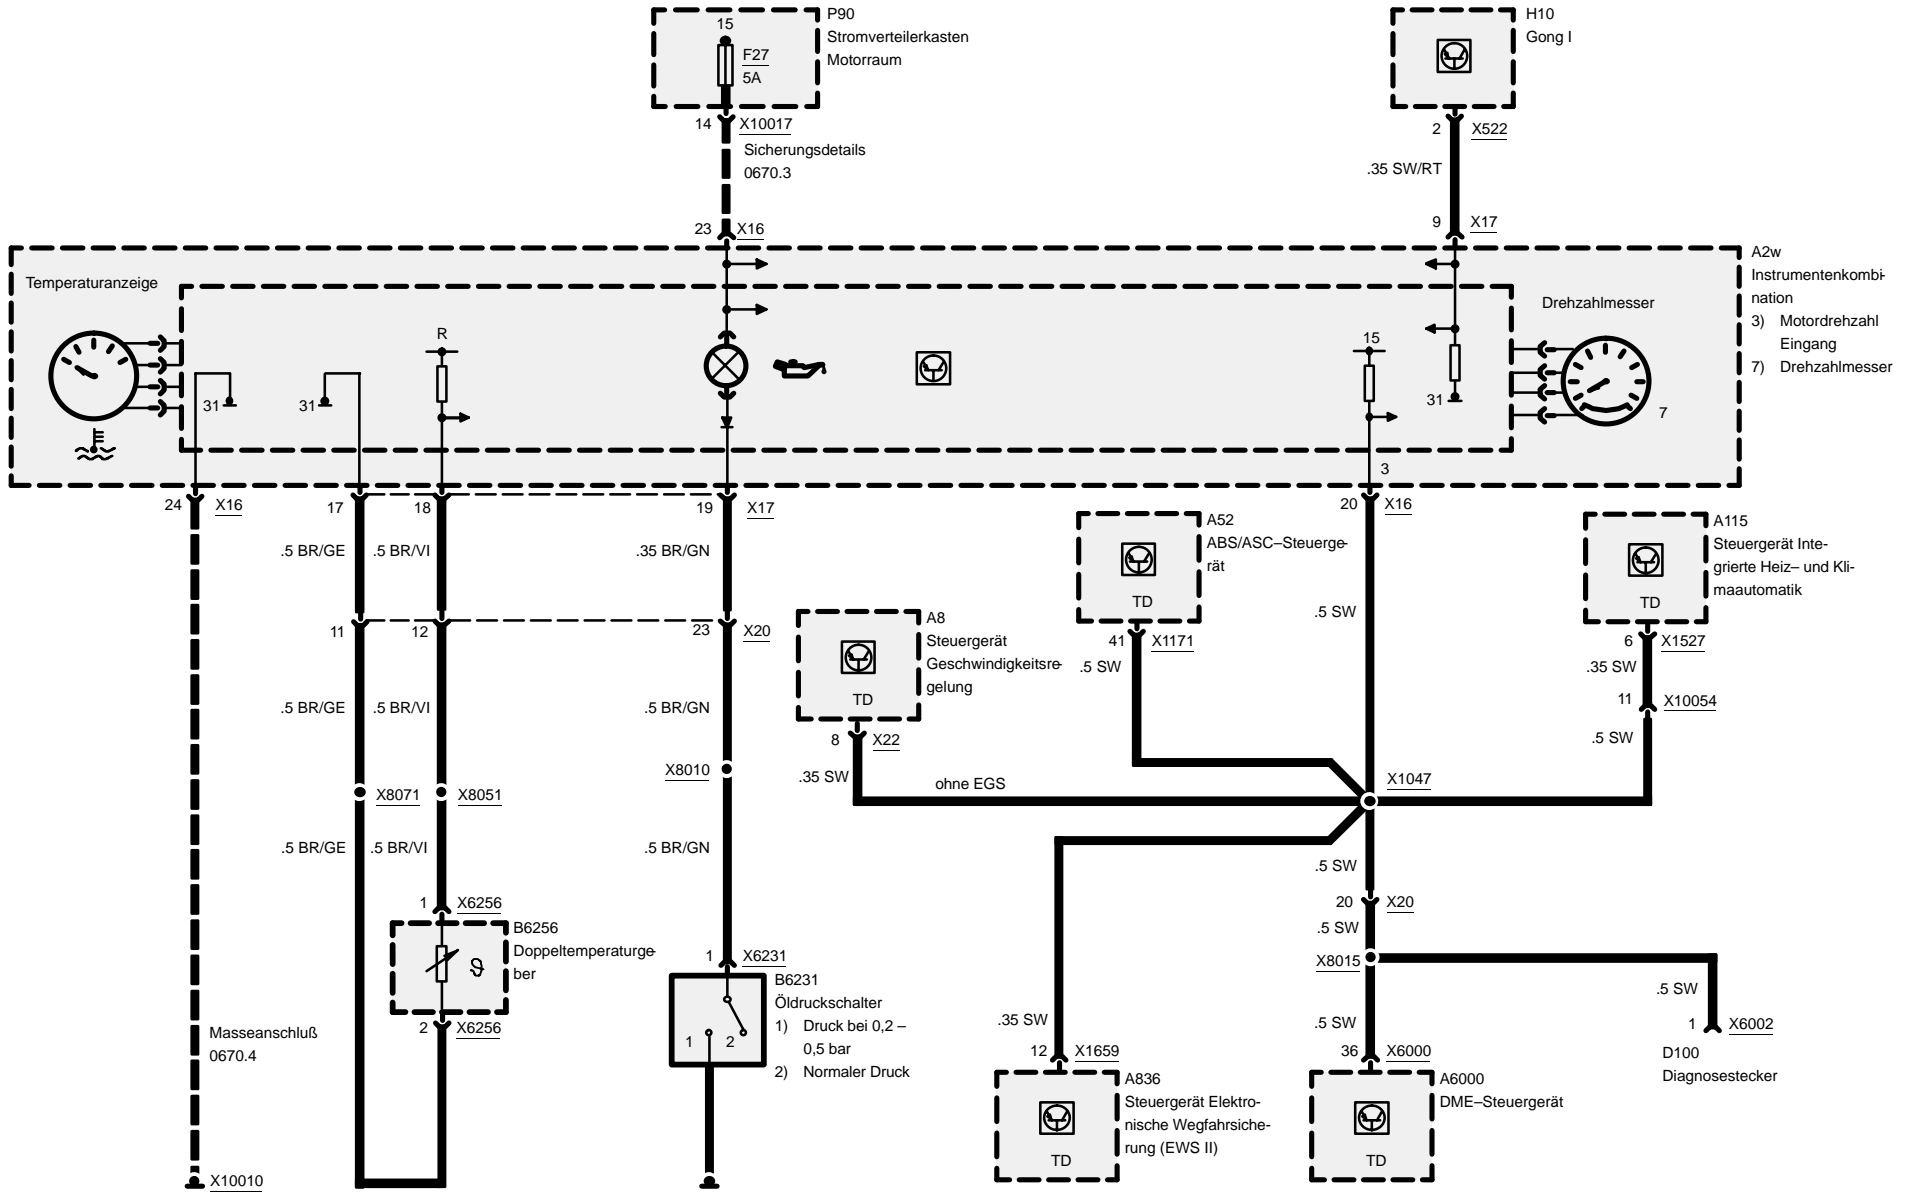 15
F27
5A
P90
Stromverteilerkasten
Motorraum
H10
Gong I
14 X10017
Sicherungsdetails
0670.3
2 X522
.35 SW/RT
23 X16
9 X17
A2w
Instrumentenkombi-
nation
3) Motordrehzahl
Eingang
7) Drehzahlmesser
Temperaturanzeige
Drehzahlmesser
R
15
31
31
31
7
3
24 X16
17
18
19 X17
20 X16
.5 BR/GE
.5 BR/VI
.35 BR/GN
A52
ABS/ASC–Steuerge-
rät
TD
A115
Steuergerät Inte-
grierte Heiz– und Kli-
maautomatik
TD
.5 SW
11
12
23 X20
A8
Steuergerät
Geschwindigkeitsre-
gelung
TD
41 X1171
.5 SW
6 X1527
.35 SW
11 X10054
.5 SW
.5 BR/GE
.5 BR/VI
.5 BR/GN
8 X22
.35 SW
ohne EGS
X8010
X8071
X8051
X1047
.5 BR/GE
.5 BR/VI
.5 BR/GN
.5 SW
1 X6256
20 X20
.5 SW
B6256
Doppeltemperaturge-
ber
ϑ
2 X6256
1 X6231
B6231
Öldruckschalter
1) Druck bei 0,2 –
0,5 bar
2) Normaler Druck
1
2
X8015
.5 SW
1 X6002
D100
Diagnosestecker
.35 SW
.5 SW
12 X1659
36 X6000
A836
Steuergerät Elektro-
nische Wegfahrsiche-
rung (EWS II)
TD
A6000
DME–Steuergerät
TD
Masseanschluß
0670.4
X10010